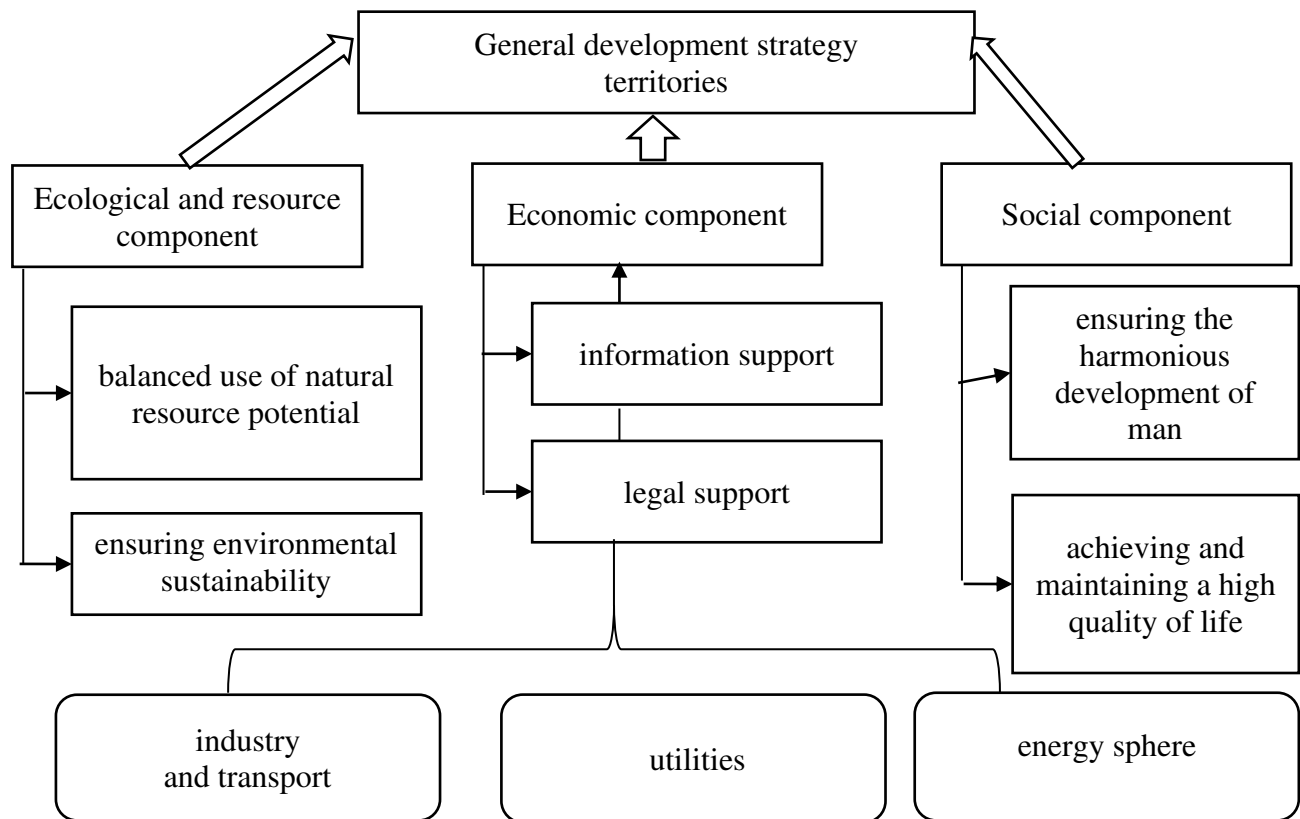 General development strategy
territories
Ecological and resource
component
Economic component
Social component
balanced use of natural
resource potential
information support
ensuring the
harmonious
development of
man
legal support
ensuring environmental
sustainability
achieving and
maintaining a high
quality of life
industry
and transport
utilities
energy sphere